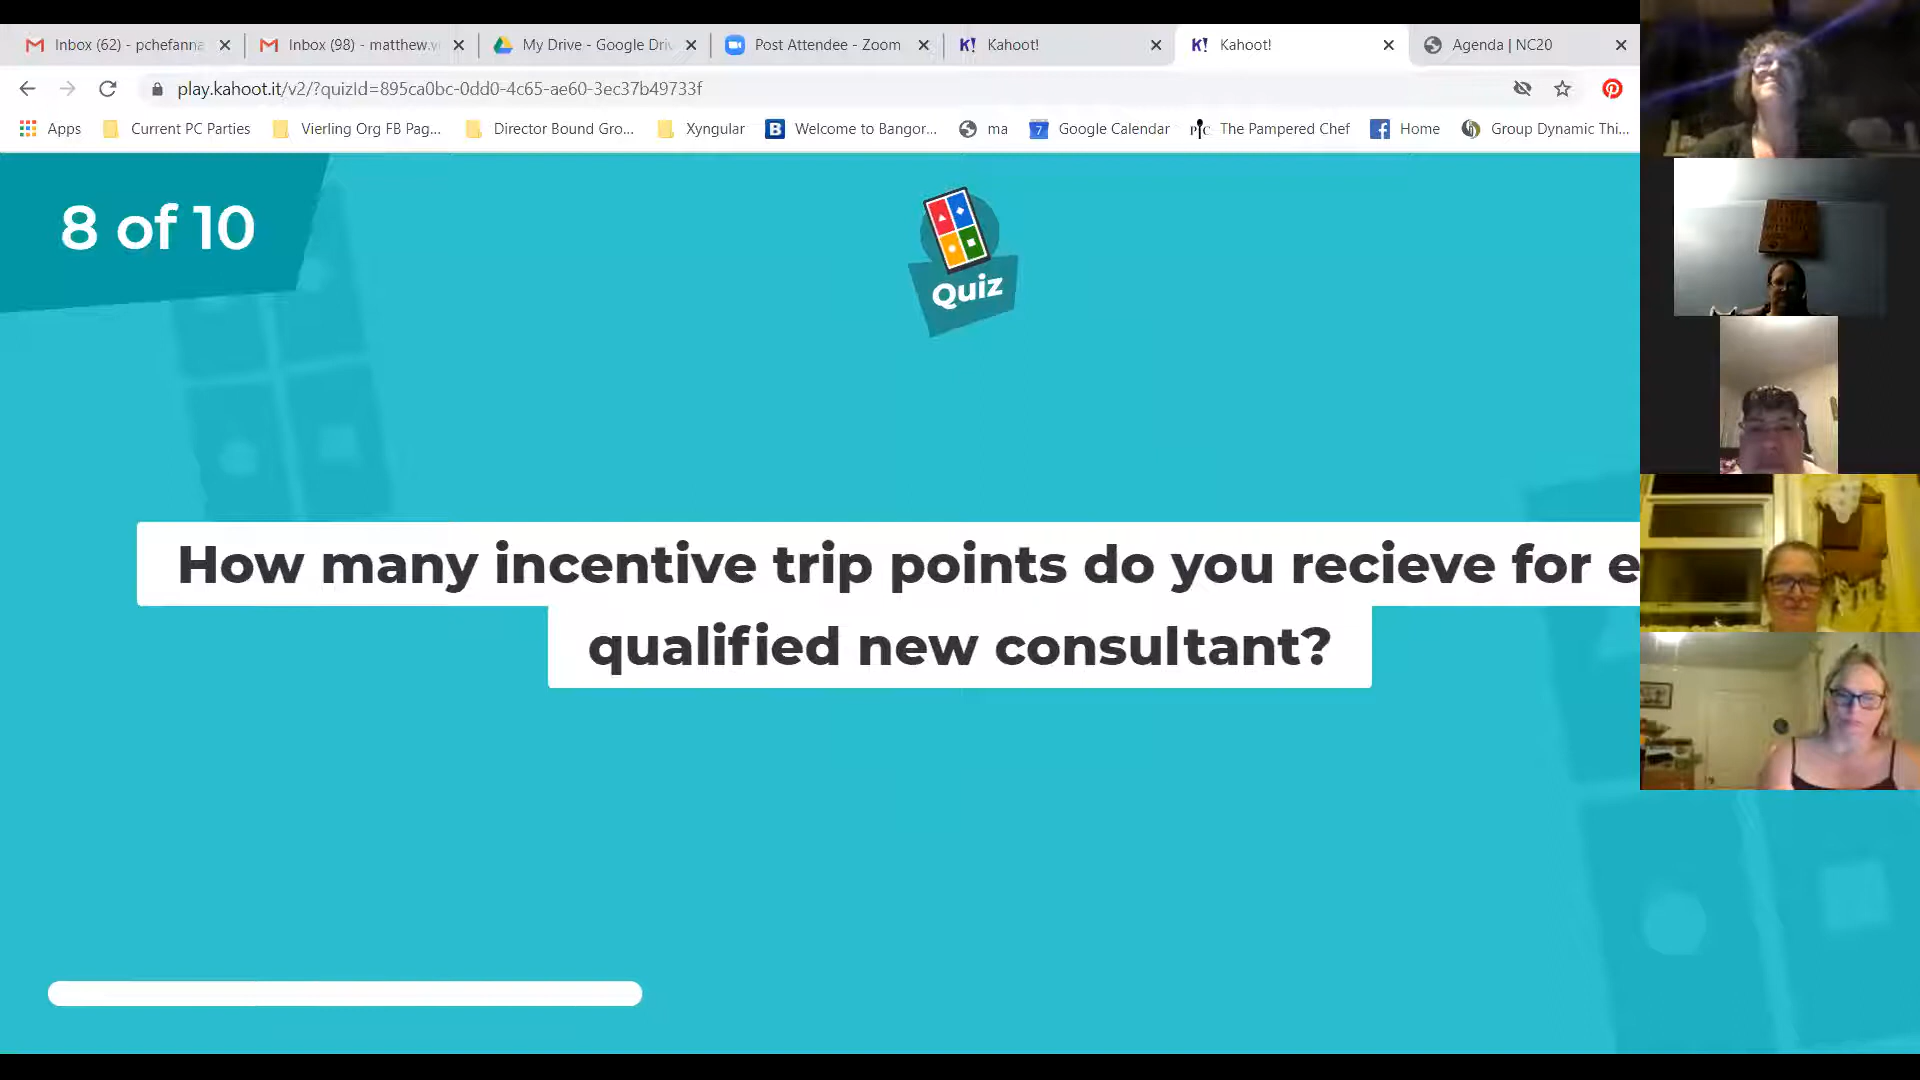 Inbox (62) - pchefanna
Inbox (98) - matthew.v
My Drive - Google Driv
Post Attendee - Zoom
Kahoot!
Kahoot!
Agenda | NC20
play.kahoot.it/v2/?quizId=895ca0bc-0dd0-4c65-ae60-3ec37b49733f
Apps
Current PC Parties
Vierling Org FB Pag...
Director Bound Gro...
Xyngular
B
Welcome to Bangor...
ma
7
Google Calendar
The Pampered Chef
Home
Group Dynamic Thi...
8 of 10
Quiz
How many incentive trip points do you recieve for e
qualified new consultant?